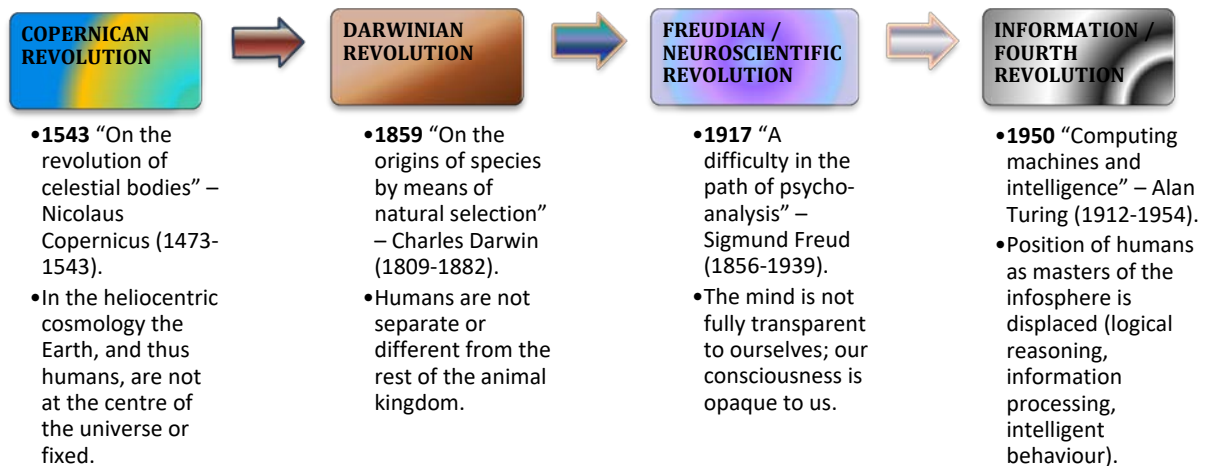 COPERNICAN
REVOLUTION
•1543 “On the
revolution of
celestial bodies” –
Nicolaus
Copernicus (1473-
1543).
•In the heliocentric
cosmology the
Earth, and thus
humans, are not
at the centre of
the universe or
fixed.
DARWINIAN
REVOLUTION
•1859 “On the
origins of species
by means of
natural selection”
– Charles Darwin
(1809-1882).
•Humans are not
separate or
different from the
rest of the animal
kingdom.
FREUDIAN /
NEUROSCIENTIFIC
REVOLUTION
•1917 “A
difficulty in the
path of psycho-
analysis” –
Sigmund Freud
(1856-1939).
•The mind is not
fully transparent
to ourselves; our
consciousness is
opaque to us.
INFORMATION /
FOURTH
REVOLUTION
•1950 “Computing
machines and
intelligence” – Alan
Turing (1912-1954).
•Position of humans
as masters of the
infosphere is
displaced (logical
reasoning,
information
processing,
intelligent
behaviour).